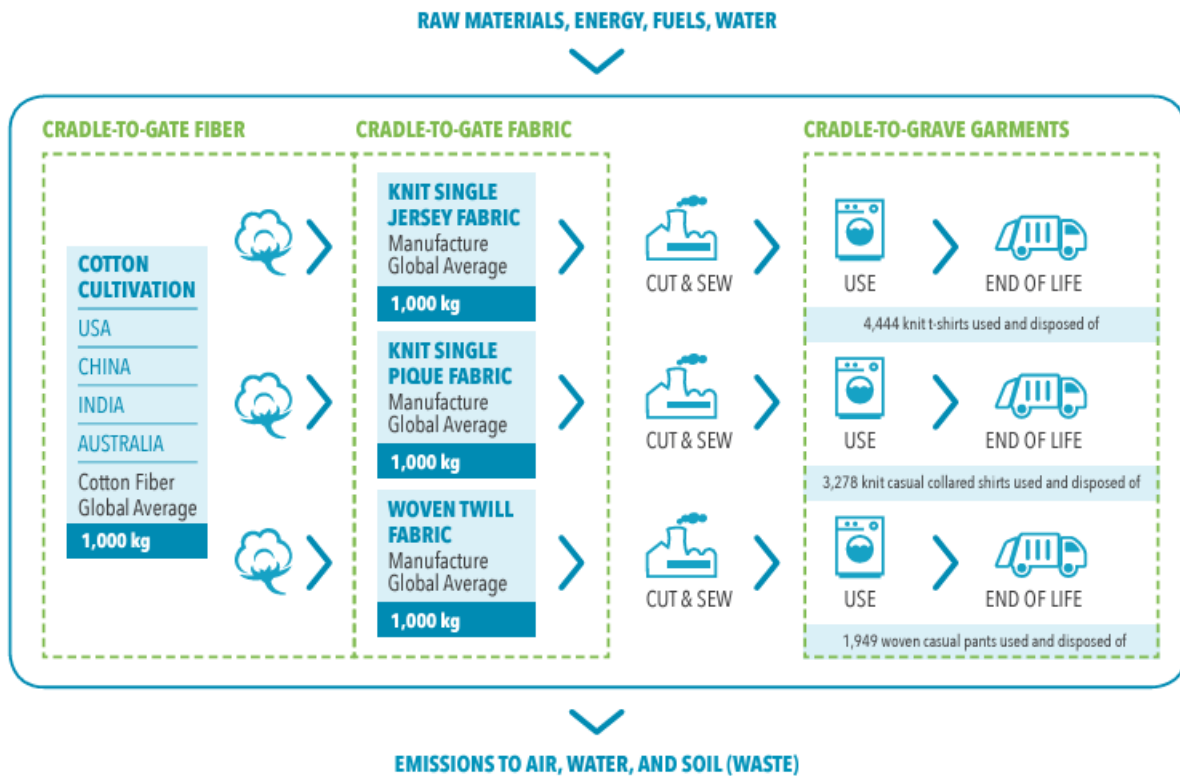 RAW MATERIALS, ENERGY, FUELS, WATER
CRADLE-TO-GATE FIBER
CRADLE-TO-GATE FABRIC
CRADLE-TO-GRAVE GARMENTS
COTTON
CULTIVATION
USA
CHINA
INDIA
AUSTRALIA
Cotton Fiber
Global Average
1,000 kg
KNIT SINGLE
JERSEY FABRIC
Manufacture
Global Average
1,000 kg
CUT & SEW
USE
END OF LIFE
4,444 knit t-shirts used and disposed of
KNIT SINGLE
PIQUE FABRIC
Manufacture
Global Average
1,000 kg
CUT & SEW
USE
END OF LIFE
3,278 knit casual collared shirts used and disposed of
WOVEN TWILL
FABRIC
Manufacture
Global Average
1,000 kg
CUT & SEW
USE
END OF LIFE
1,949 woven casual pants used and disposed of
EMISSIONS TO AIR, WATER, AND SOIL (WASTE)